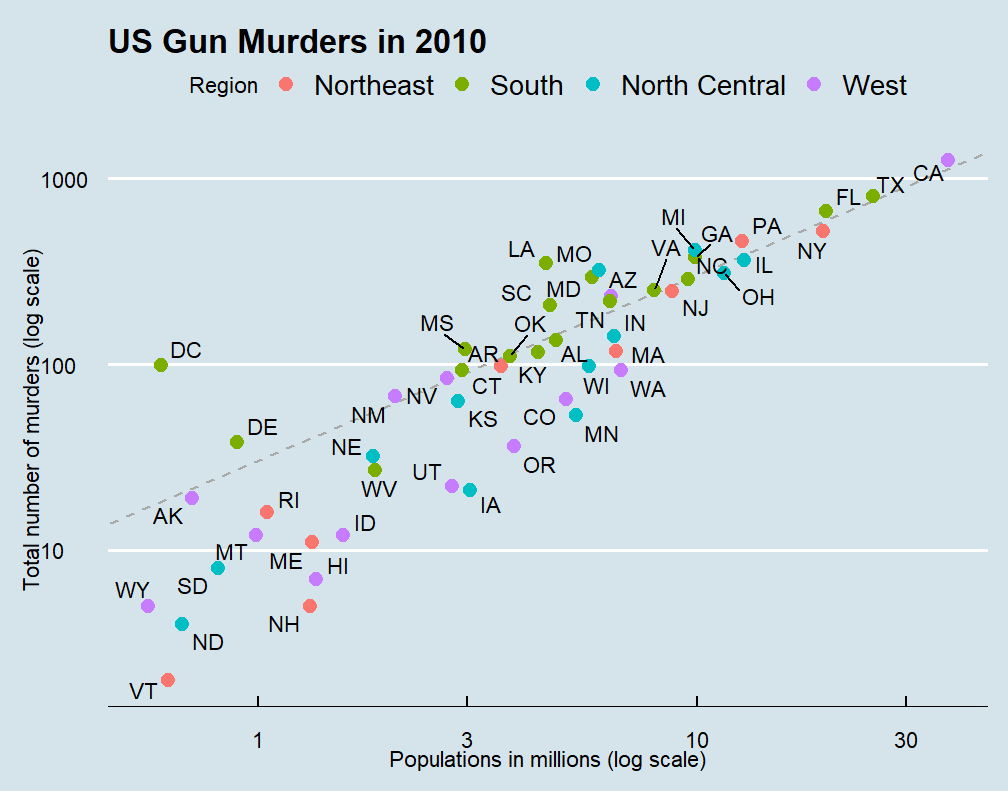 US Gun Murders in 2010
Region Northeast South North Central West
1000
100
10
Total number of murders (log scale)
CA
TX
FL
MI
PA
GA
VA
NY
LA
MO
NC
IL
AZ
MD
SC
OH
NJ
TN
IN
MS
OK
DC
AR
AL
MA
KY
CT
WI
WA
NV
NM
CO
KS
DE
MN
NE
OR
UT
WV
RI
IA
AK
ID
MT
ME
HI
SD
WY
NH
ND
VT
1 3 10 30
Populations in millions (log scale)